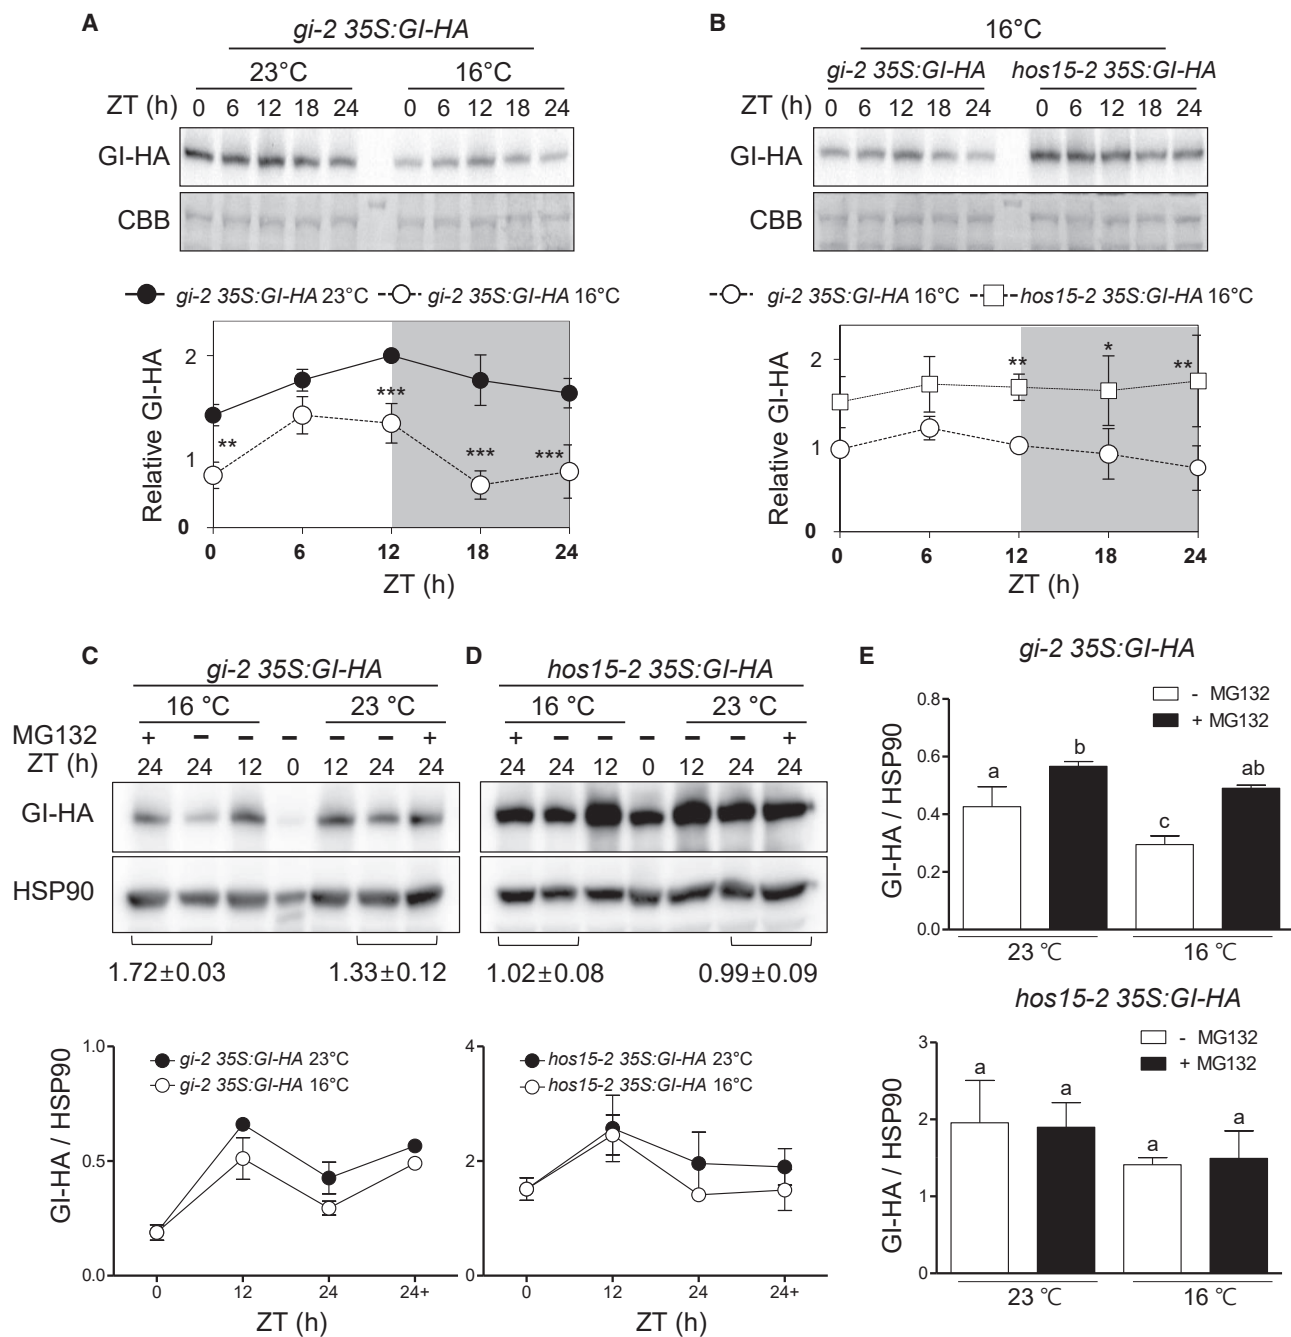 A
gi-2 35S:GI-HA
23°C 16°C
ZT (h) 0 6 12 18 24 0 6 12 18 24
GI-HA
CBB
gi-2 35S:GI-HA 23°C gi-2 35S:GI-HA 16°C
Relative GI-HA
2
1
0
** *** *** ***
0 6 12 18 24
ZT (h)
B
16°C
gi-2 35S:GI-HA hos15-2 35S:GI-HA
ZT (h) 0 6 12 18 24 0 6 12 18 24
GI-HA
CBB
gi-2 35S:GI-HA 16°C hos15-2 35S:GI-HA 16°C
Relative GI-HA
2
1
0
** * **
0 6 12 18 24
ZT (h)
C
gi-2 35S:GI-HA
16 °C 23 °C
MG132 + − − − − − +
ZT (h) 24 24 12 0 12 24 24
GI-HA
HSP90
1.72±0.03 1.33±0.12
GI-HA / HSP90
1.0
0.5
0.0
gi-2 35S:GI-HA 23°C
gi-2 35S:GI-HA 16°C
0 12 24 24+
ZT (h)
D
hos15-2 35S:GI-HA
16 °C 23 °C
+ − − − − − +
24 24 12 0 12 24 24
1.02±0.08 0.99±0.09
4
2
0
hos15-2 35S:GI-HA 23°C
hos15-2 35S:GI-HA 16°C
0 12 24 24+
ZT (h)
E
gi-2 35S:GI-HA
- MG132
+ MG132
GI-HA / HSP90
0.8
0.6
0.4
0.2
0.0
a b c ab
23 °C 16 °C
hos15-2 35S:GI-HA
- MG132
+ MG132
GI-HA / HSP90
3
2
1
0
a a a a
23 °C 16 °C